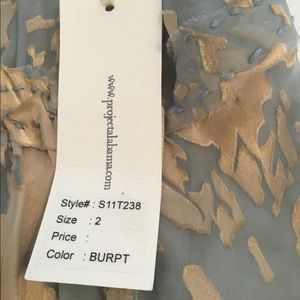 www.projectalabama.com
Style# : S11T238
Size : 2
Price :
Color : BURPT